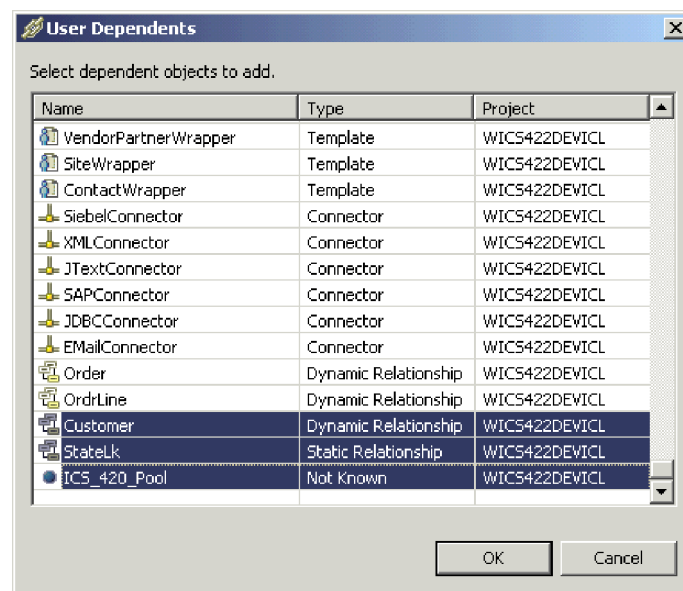 User Dependents
Select dependent objects to add.
Name Type Project
VendorPartnerWrapper Template WICS422DEVICL
SiteWrapper Template WICS422DEVICL
ContactWrapper Template WICS422DEVICL
SiebelConnector Connector WICS422DEVICL
XMLConnector Connector WICS422DEVICL
JTextConnector Connector WICS422DEVICL
SAPConnector Connector WICS422DEVICL
JDBCConnector Connector WICS422DEVICL
EMailConnector Connector WICS422DEVICL
Order Dynamic Relationship WICS422DEVICL
OrdrLine Dynamic Relationship WICS422DEVICL
Customer Dynamic Relationship WICS422DEVICL
StateLk Static Relationship WICS422DEVICL
ICS_420_Pool Not Known WICS422DEVICL
OK Cancel